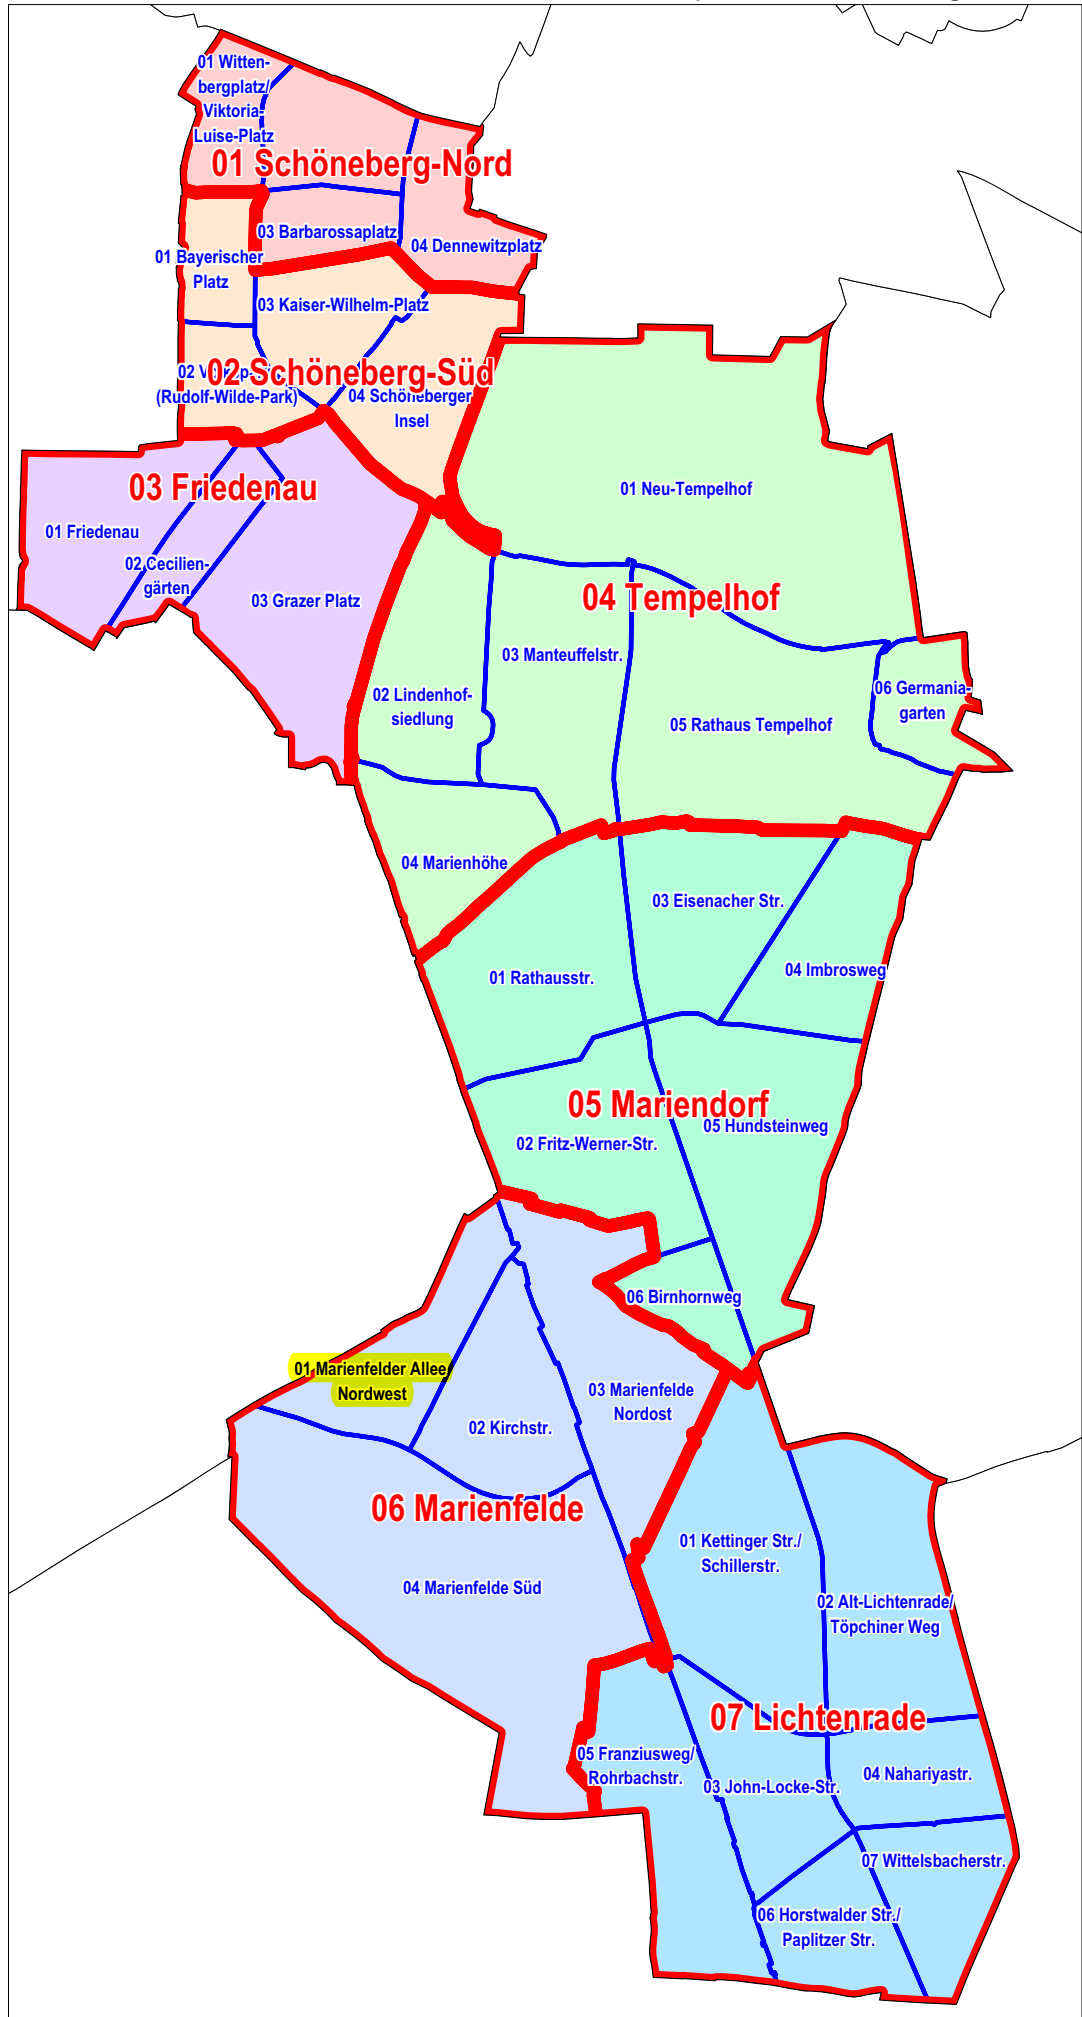 01 Witten-
bergplatz/
Viktoria-
Luise-Platz
01 Schöneberg-Nord
03 Barbarossaplatz
04 Dennewitzplatz
01 Bayerischer
Platz
03 Kaiser-Wilhelm-Platz
02 Schöneberg-Süd
02
(Rudolf-Wilde-Park)
04 Schöneberger
Insel
03 Friedenau
01 Friedenau
02 Cecilien-
gärten
03 Grazer Platz
01 Neu-Tempelhof
04 Tempelhof
03 Manteuffelstr.
02 Lindenhof-
siedlung
05 Rathaus Tempelhof
06 Germania-
garten
04 Marienhöhe
03 Eisenacher Str.
01 Rathausstr.
04 Imbrosweg
05 Mariendorf
02 Fritz-Werner-Str.
05 Hundsteinweg
06 Birnhornweg
01 Marienfelder Allee
Nordwest
03 Marienfelde
Nordost
02 Kirchstr.
06 Marienfelde
04 Marienfelde Süd
01 Kettinger Str./
Schillerstr.
02 Alt-Lichtenrade/
Töpchiner Weg
07 Lichtenrade
05 Franziusweg/
Rohrbachstr.
03 John-Locke-Str.
04 Nahariyastr.
07 Wittelsbacherstr.
06 Horstwalder Str./
Paplitzer Str.